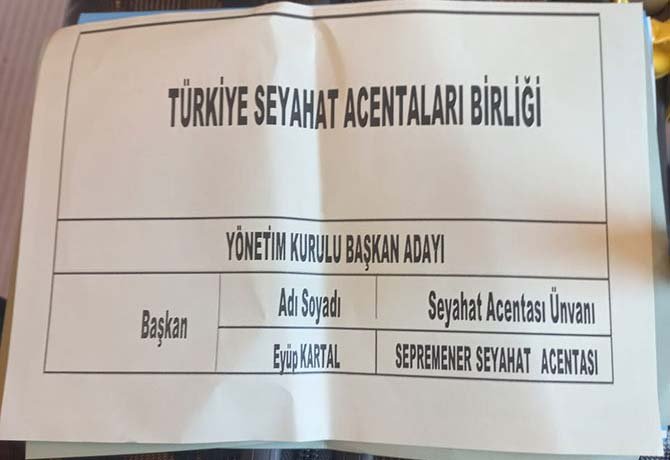 TÜRKİYE SEYAHAT ACENTALARI BİRLİĞİ
YÖNETİM KURULU BAŞKAN ADAYI
Başkan
Adı Soyadı
Seyahat Acentası Ünvanı
Eyüp KARTAL
SEPREMENER SEYAHAT ACENTASI